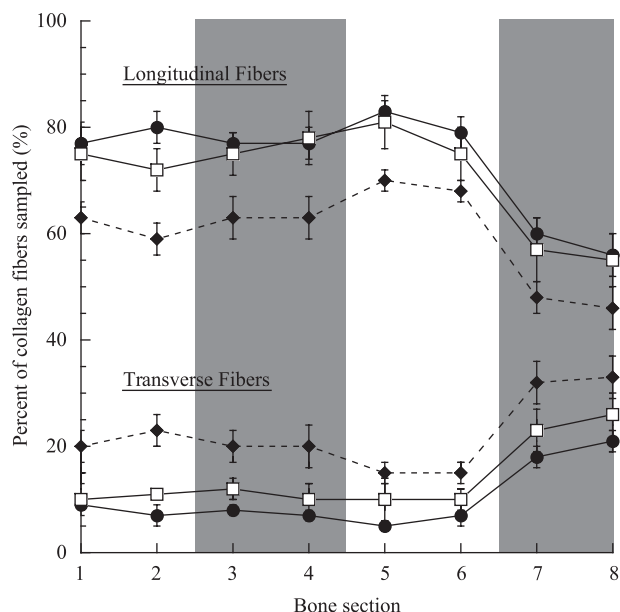 100
80
60
40
20
0
Percent of collagen fibers sampled (%)
Longitudinal Fibers
Transverse Fibers
1 2 3 4 5 6 7 8
Bone section